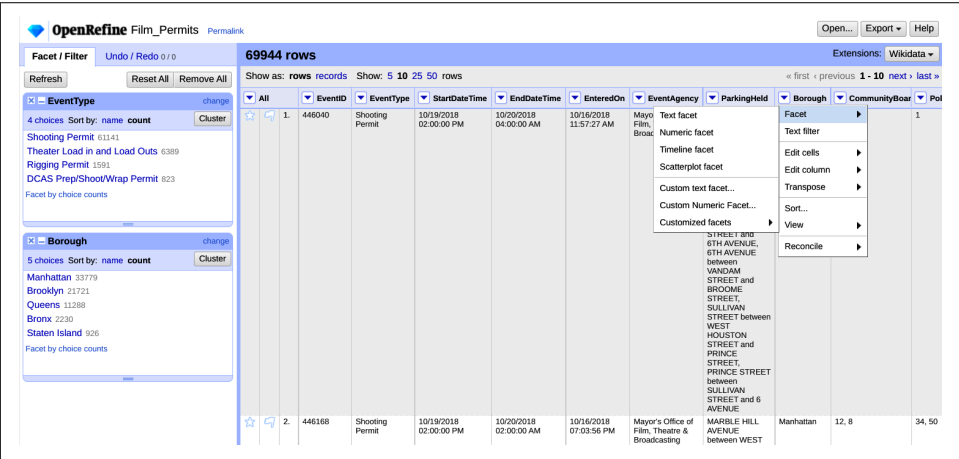 OpenRefine Film_Permits Permalink
Open... Export Help
Facet / Filter Undo / Redo 0 / 0
69944 rows
Extensions: Wikidata
Refresh Reset All Remove All
Show as: rows records Show: 5 10 25 50 rows
« first ‹ previous 1 - 10 next › last »
EventType change
4 choices Sort by: name count Cluster
Shooting Permit 61141
Theater Load in and Load Outs 6389
Rigging Permit 1591
DCAS Prep/Shoot/Wrap Permit 823
Facet by choice counts
Borough change
5 choices Sort by: name count Cluster
Manhattan 33779
Brooklyn 21721
Queens 11288
Bronx 2230
Staten Island 926
Facet by choice counts
All EventID EventType StartDateTime EndDateTime EnteredOn EventAgency ParkingHeld Borough CommunityBoar Pol
1. 446040
Shooting
Permit
10/19/2018
02:00:00 PM
10/20/2018
04:00:00 AM
10/16/2018
11:57:27 AM
Mayo
Film,
Broad
1
Text facet
Numeric facet
Timeline facet
Scatterplot facet
Custom text facet...
Custom Numeric Facet...
Customized facets
Facet
Text filter
Edit cells
Edit column
Transpose
Sort...
View
Reconcile
STREET and
6TH AVENUE,
6TH AVENUE
between
VANDAM
STREET and
BROOME
STREET,
SULLIVAN
STREET between
WEST
HOUSTON
STREET and
PRINCE
STREET,
PRINCE STREET
between
SULLIVAN
STREET and 6
AVENUE
2. 446168
Shooting
Permit
10/19/2018
02:00:00 PM
10/20/2018
02:00:00 AM
10/16/2018
07:03:56 PM
Mayor's Office of
Film, Theatre &
Broadcasting
MARBLE HILL
AVENUE
between WEST
Manhattan
12, 8
34, 50